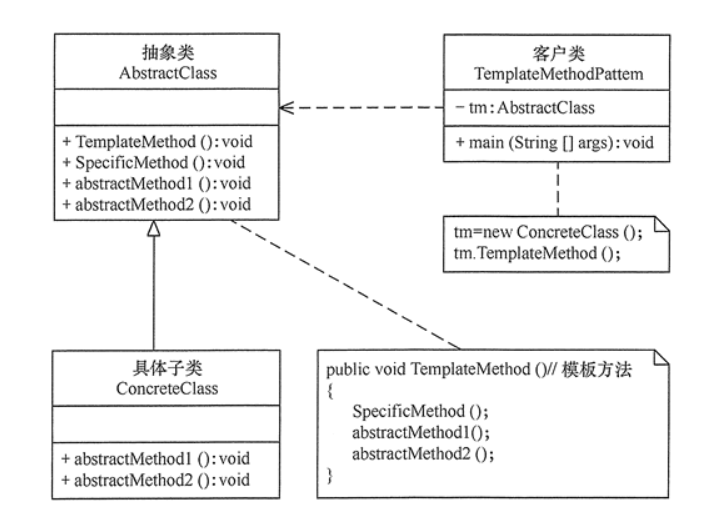 抽象类
AbstractClass
+ TemplateMethod ():void
+ SpecificMethod ():void
+ abstractMethod1 ():void
+ abstractMethod2 ():void
客户类
TemplateMethodPattem
- tm:AbstractClass
+ main (String [] args):void
tm=new ConcreteClass ();
tm.TemplateMethod ();
具体子类
ConcreteClass
+ abstractMethod1 ():void
+ abstractMethod2 ():void
public void TemplateMethod ()// 模板方法
{
SpecificMethod ();
abstractMethod1();
abstractMethod2 ();
}